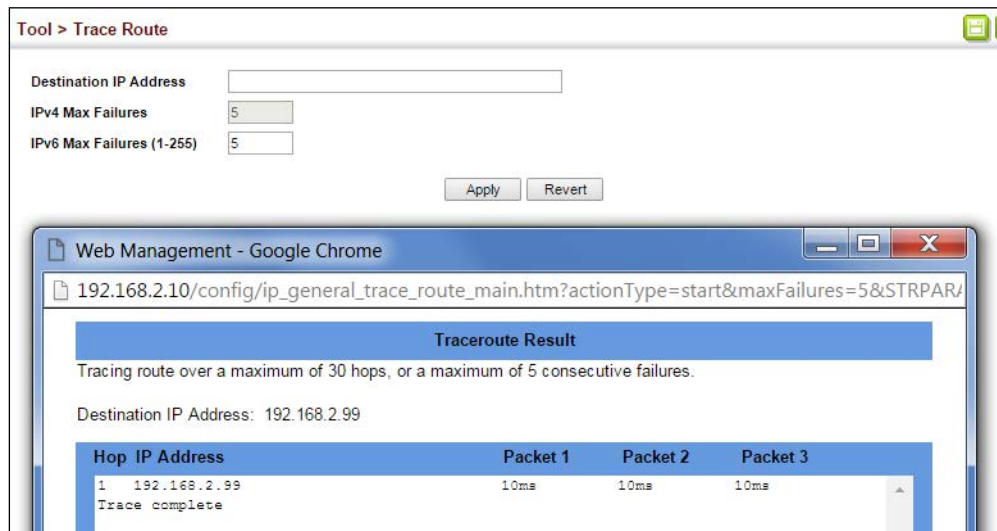 Tool > Trace Route
Destination IP Address
IPv4 Max Failures 5
IPv6 Max Failures (1-255) 5
Apply Revert
Web Management - Google Chrome
192.168.2.10/config/ip_general_trace_route_main.htm?actionType=start&maxFailures=5&STRPARA
Traceroute Result
Tracing route over a maximum of 30 hops, or a maximum of 5 consecutive failures.
Destination IP Address: 192.168.2.99
Hop IP Address Packet 1 Packet 2 Packet 3
1 192.168.2.99 10ms 10ms 10ms
Trace complete